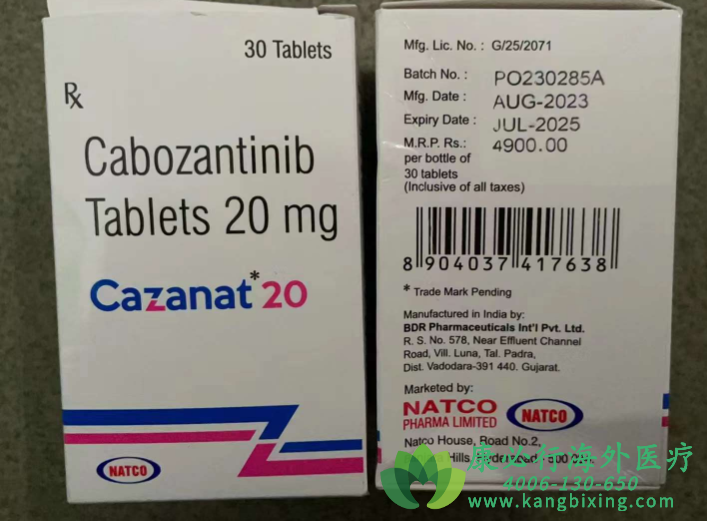 30 Tablets
Rx
Cabozantinib
Tablets 20 mg
Cazanat*20
NATCO
Mfg. Lic. No. : G/25/2071
Batch No. : PO230285A
Mfg. Date : AUG-2023
Expiry Date : JUL-2025
M.R.P. Rs.: 4900.00
per bottle of
30 tablets
(Inclusive of all taxes)
8 904037 417638
* Trade Mark Pending
Manufactured in India by:
BDR Pharmaceuticals Int'l Pvt. Ltd.
R. S. No. 578, Near Effluent Channel
Road, Vill. Luna, Tal. Padra,
Dist. Vadodara-391 440. Gujarat.
Marketed by:
NATCO
PHARMA LIMITED
NATCO
Natco House, Road No.2,
Hills,
康必行海外医疗
4006-130-650
www.kangbixing.com